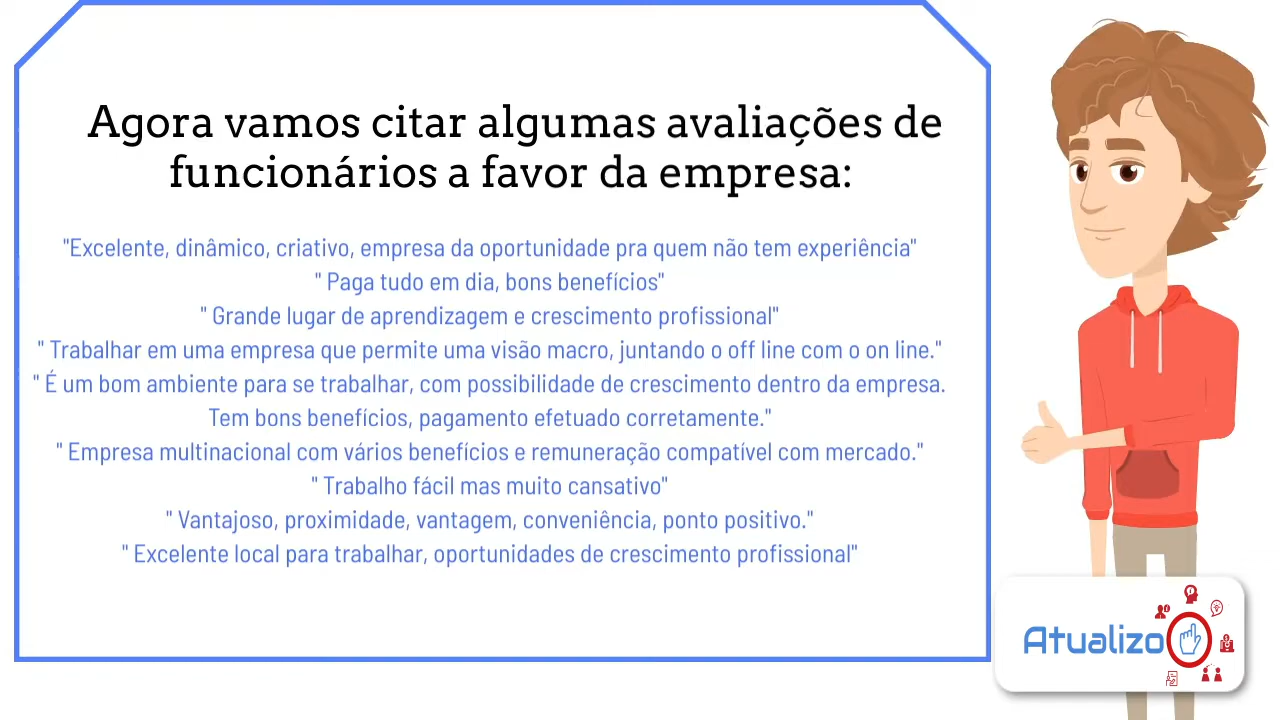 Agora vamos citar algumas avaliações de
funcionários a favor da empresa:
"Excelente, dinâmico, criativo, empresa da oportunidade pra quem não tem experiência"
" Paga tudo em dia, bons benefícios"
" Grande lugar de aprendizagem e crescimento profissional"
" Trabalhar em uma empresa que permite uma visão macro, juntando o off line com o on line."
" É um bom ambiente para se trabalhar, com possibilidade de crescimento dentro da empresa.
Tem bons benefícios, pagamento efetuado corretamente."
" Empresa multinacional com vários benefícios e remuneração compatível com mercado."
" Trabalho fácil mas muito cansativo"
" Vantajoso, proximidade, vantagem, conveniência, ponto positivo."
" Excelente local para trabalhar, oportunidades de crescimento profissional"
Atualizo